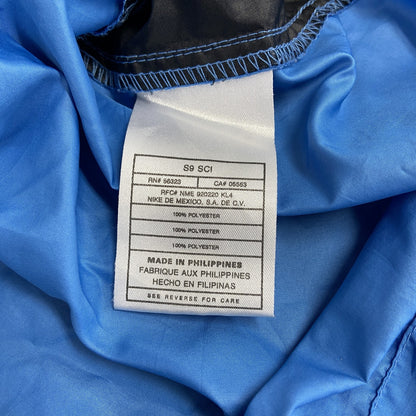 S9 SCI
RN# 56323 CA# 05553
RFC# NME 920220 KL4
NIKE DE MEXICO, S.A. DE C.V.
100% POLYESTER
100% POLYESTER
100% POLYESTER
MADE IN PHILIPPINES
FABRIQUE AUX PHILIPPINES
HECHO EN FILIPINAS
SEE REVERSE FOR CARE